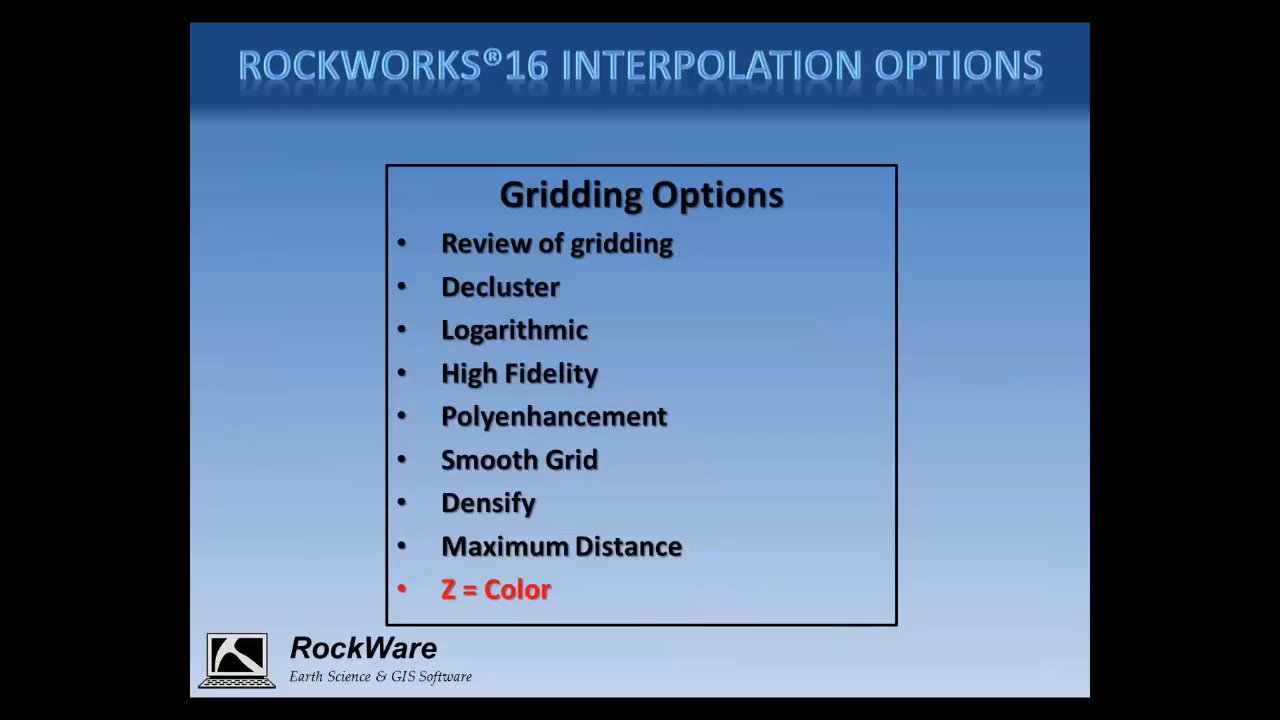 ROCKWORKS®16 INTERPOLATION OPTIONS
Gridding Options
• Review of gridding
• Decluster
• Logarithmic
• High Fidelity
• Polyenhancement
• Smooth Grid
• Densify
• Maximum Distance
• Z = Color
RockWare
Earth Science & GIS Software